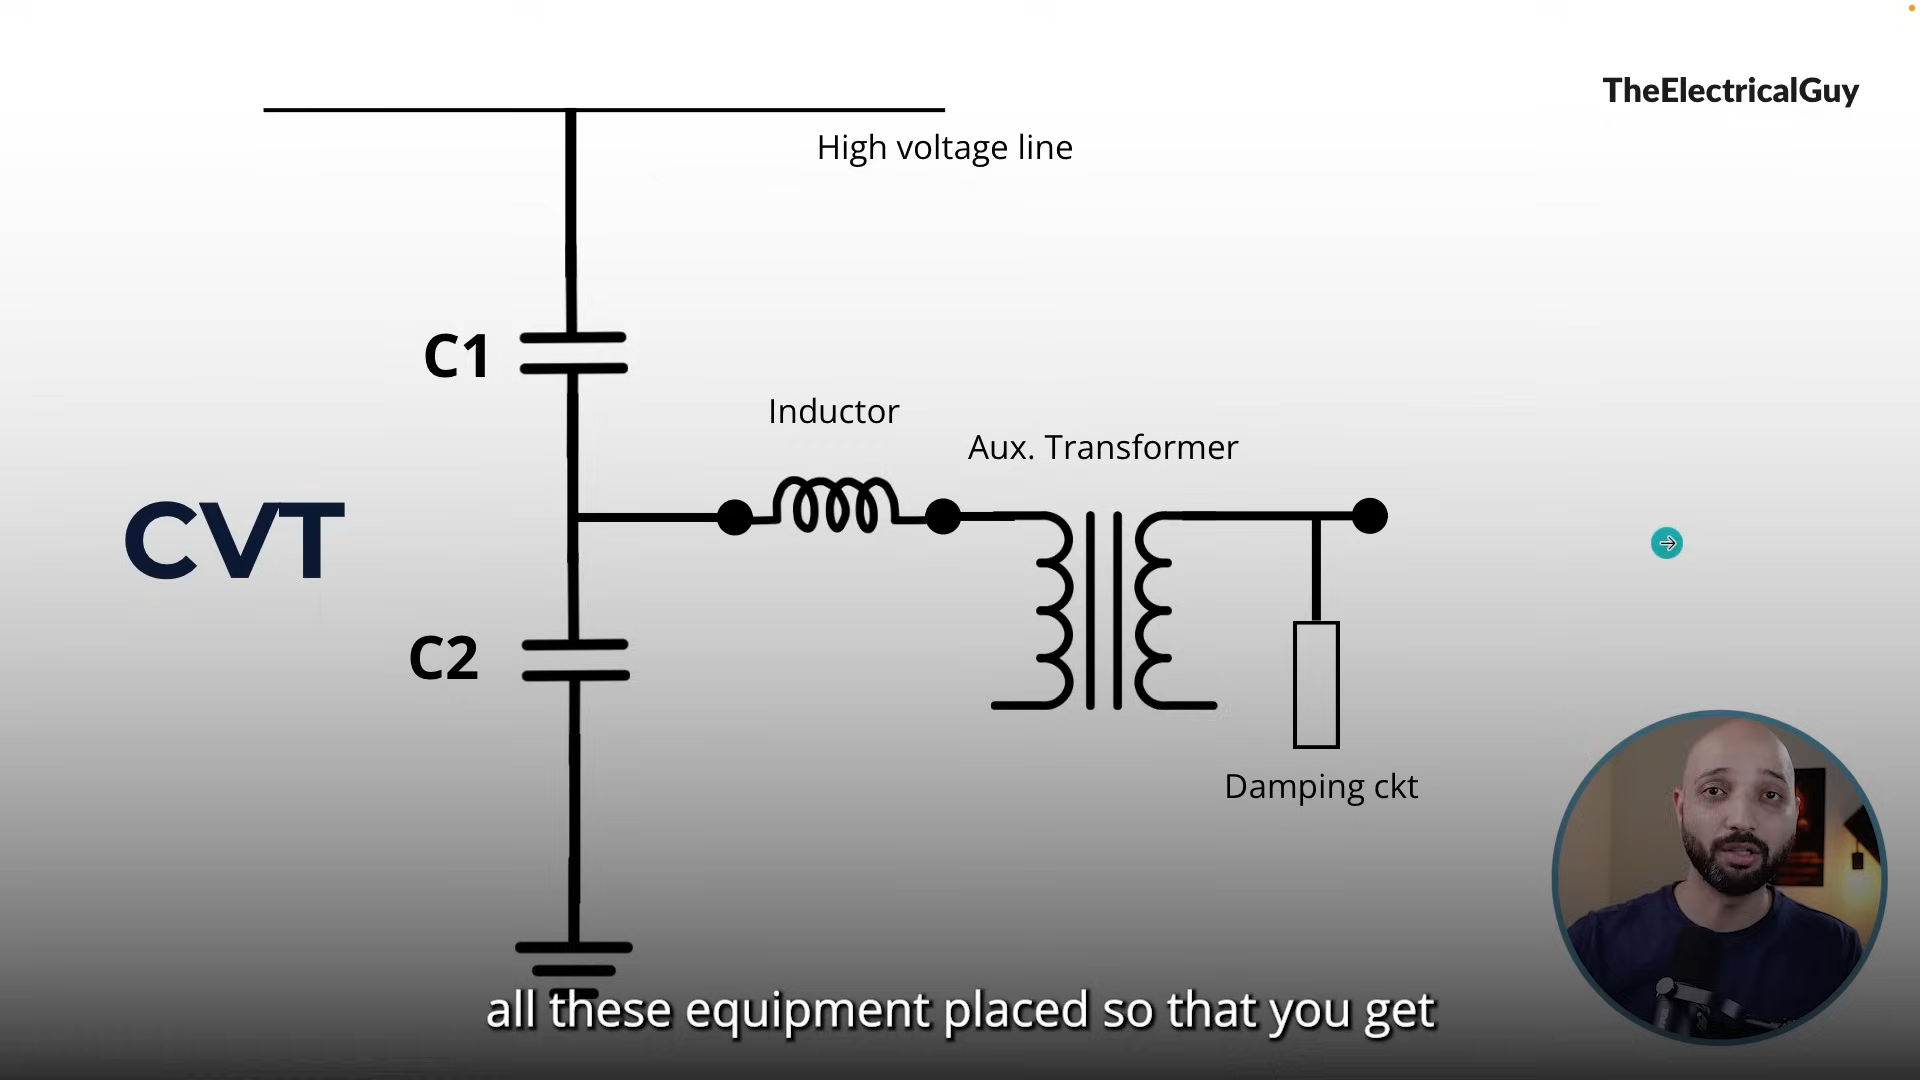 TheElectricalGuy
High voltage line
C1
Inductor
Aux. Transformer
CVT
C2
Damping ckt
all these equipment placed so that you get